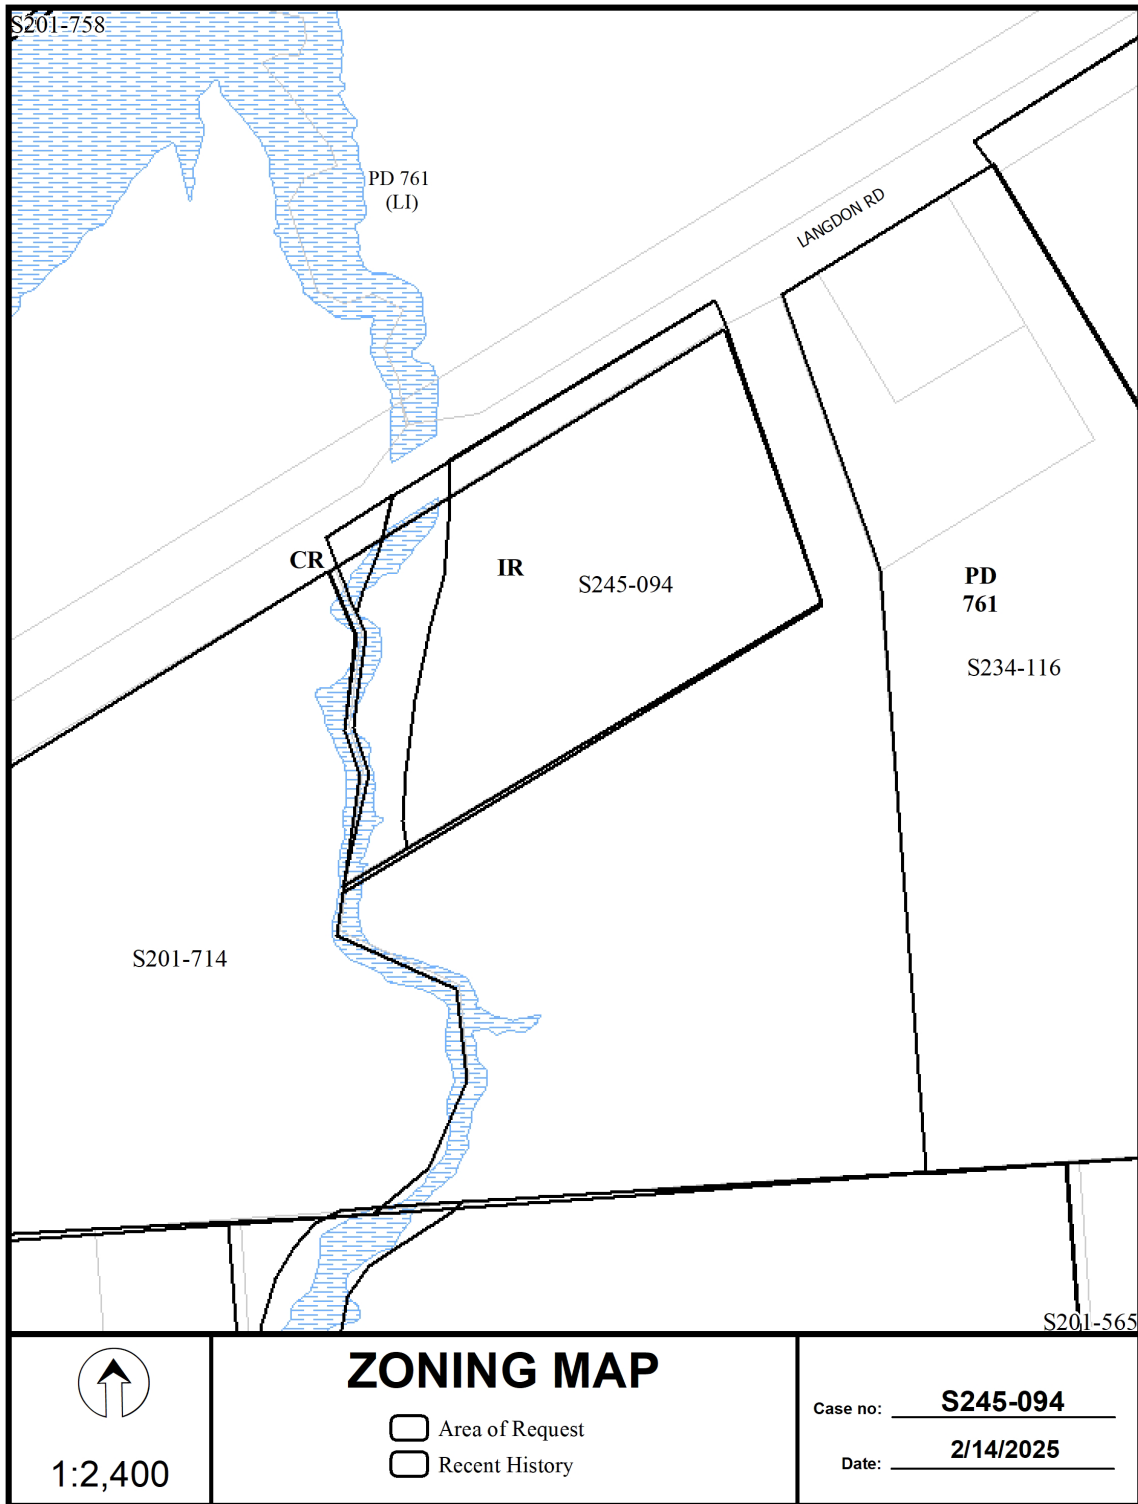 S201-758
PD 761
(LI)
LANGDON RD
CR
IR
S245-094
PD
761
S234-116
S201-714
S201-565
1:2,400
ZONING MAP
Area of Request
Recent History
Case no: S245-094
Date: 2/14/2025